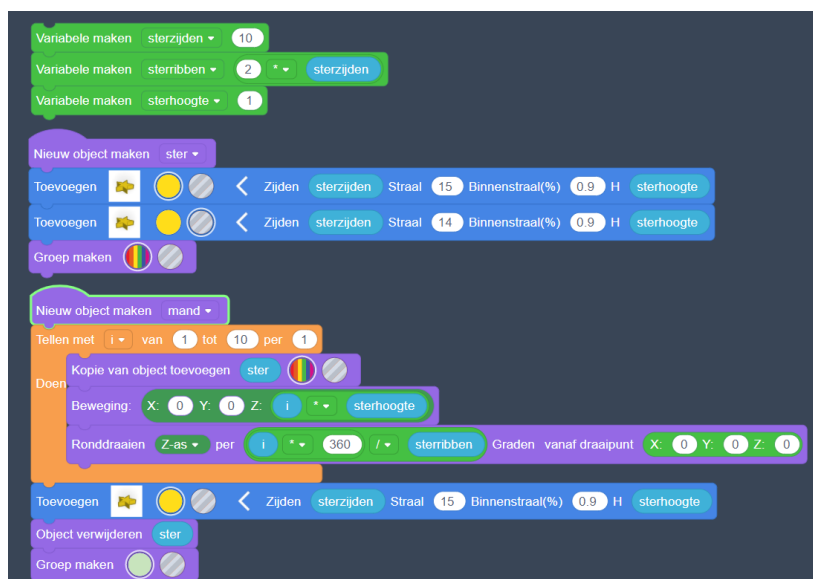 Variabele maken sterzijden 10
Variabele maken sterribben 2 * sterzijden
Variabele maken sterhoogte 1
Nieuw object maken ster
Toevoegen Zijden sterzijden Straal 15 Binnenstraal(%) 0.9 H sterhoogte
Toevoegen Zijden sterzijden Straal 14 Binnenstraal(%) 0.9 H sterhoogte
Groep maken
Nieuw object maken mand
Tellen met i van 1 tot 10 per 1
Kopie van object toevoegen ster
Doen
Beweging: X: 0 Y: 0 Z: i * sterhoogte
Ronddraaien Z-as per i * 360 / sterribben Graden vanaf draaipunt X: 0 Y: 0 Z: 0
Toevoegen Zijden sterzijden Straal 15 Binnenstraal(%) 0.9 H sterhoogte
Object verwijderen ster
Groep maken